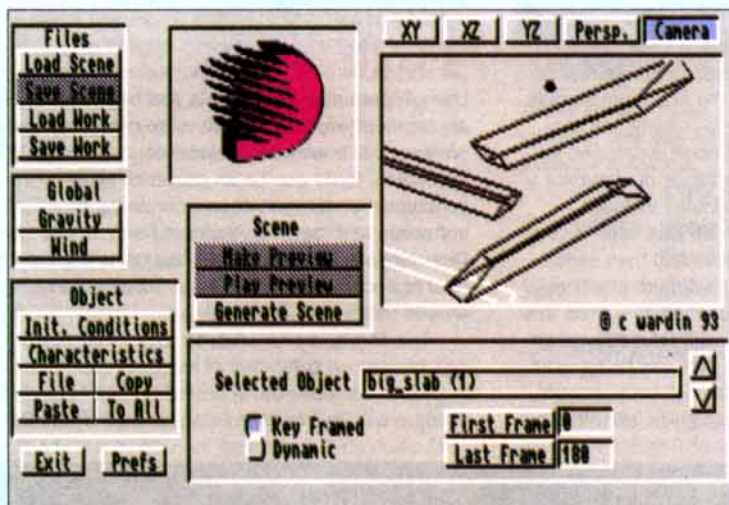 Files
Load Scene
Save Scene
Load Work
Save Work
Global
Gravity
Wind
Object
Init. Conditions
Characteristics
File Copy
Paste To All
Exit Prefs
Scene
Make Preview
Play Preview
Generate Scene
XY XZ YZ Persp. Camera
@ c wardin 93
Selected Object big_slab (1)
Key Framed
Dynamic
First Frame 0
Last Frame 180